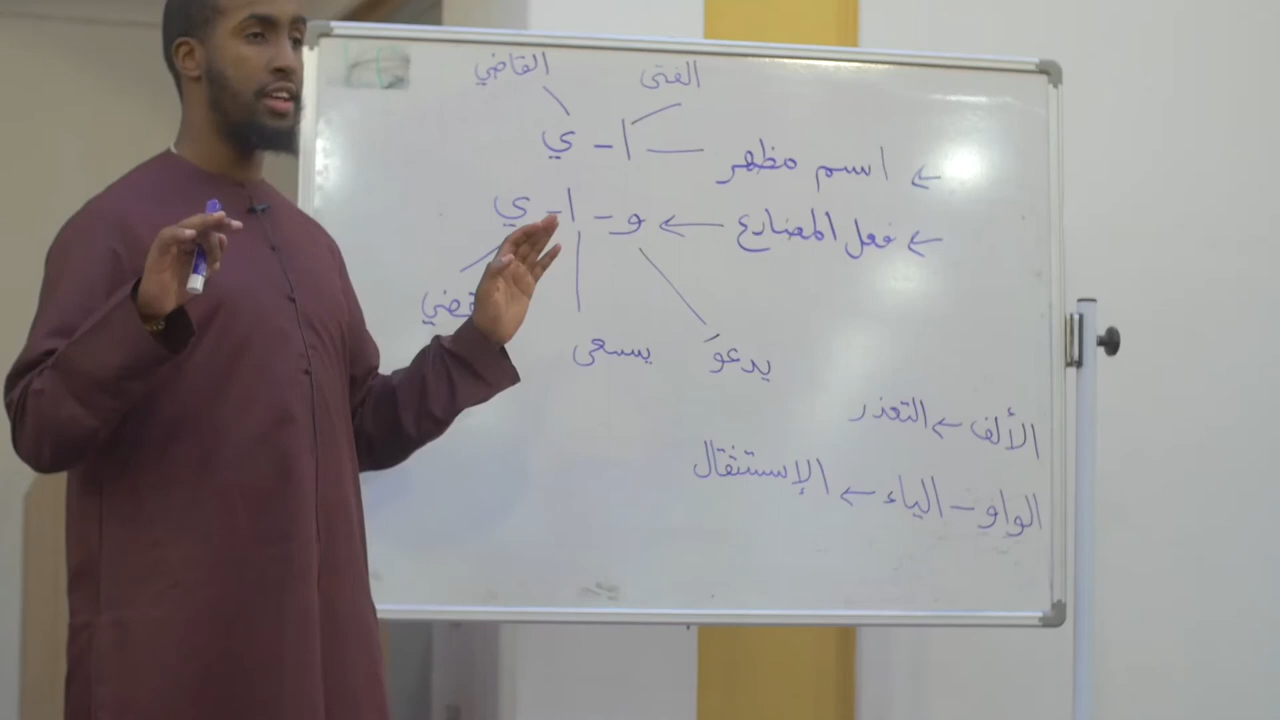 الفتى القاضي
← اسم مظهر — ا - ي
← فعل المضارع ← و - ا - ي
يدعو يسعى
الألف ← التعذر
الواو - الياء ← الإستثقال